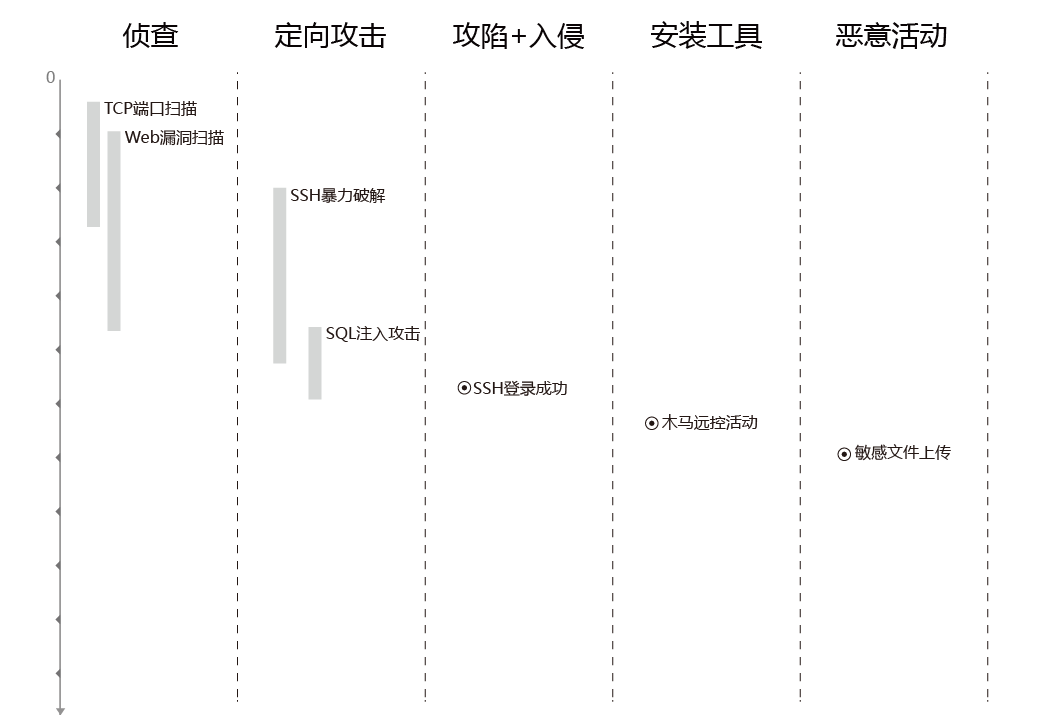 侦查
定向攻击
攻陷+入侵
安装工具
恶意活动
0
TCP端口扫描
Web漏洞扫描
SSH暴力破解
SQL注入攻击
SSH登录成功
木马远控活动
敏感文件上传